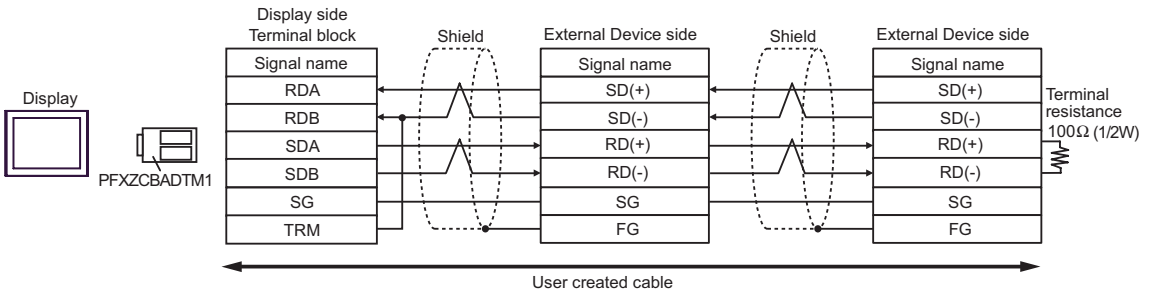 Display side
Terminal block
Shield
External Device side
Shield
External Device side
Signal name
Signal name
Signal name
RDA
SD(+)
SD(+)
RDB
SD(-)
SD(-)
SDA
RD(+)
RD(+)
SDB
RD(-)
RD(-)
SG
SG
SG
TRM
FG
FG
Display
PFXZCBADTM1
Terminal
resistance
100Ω (1/2W)
User created cable